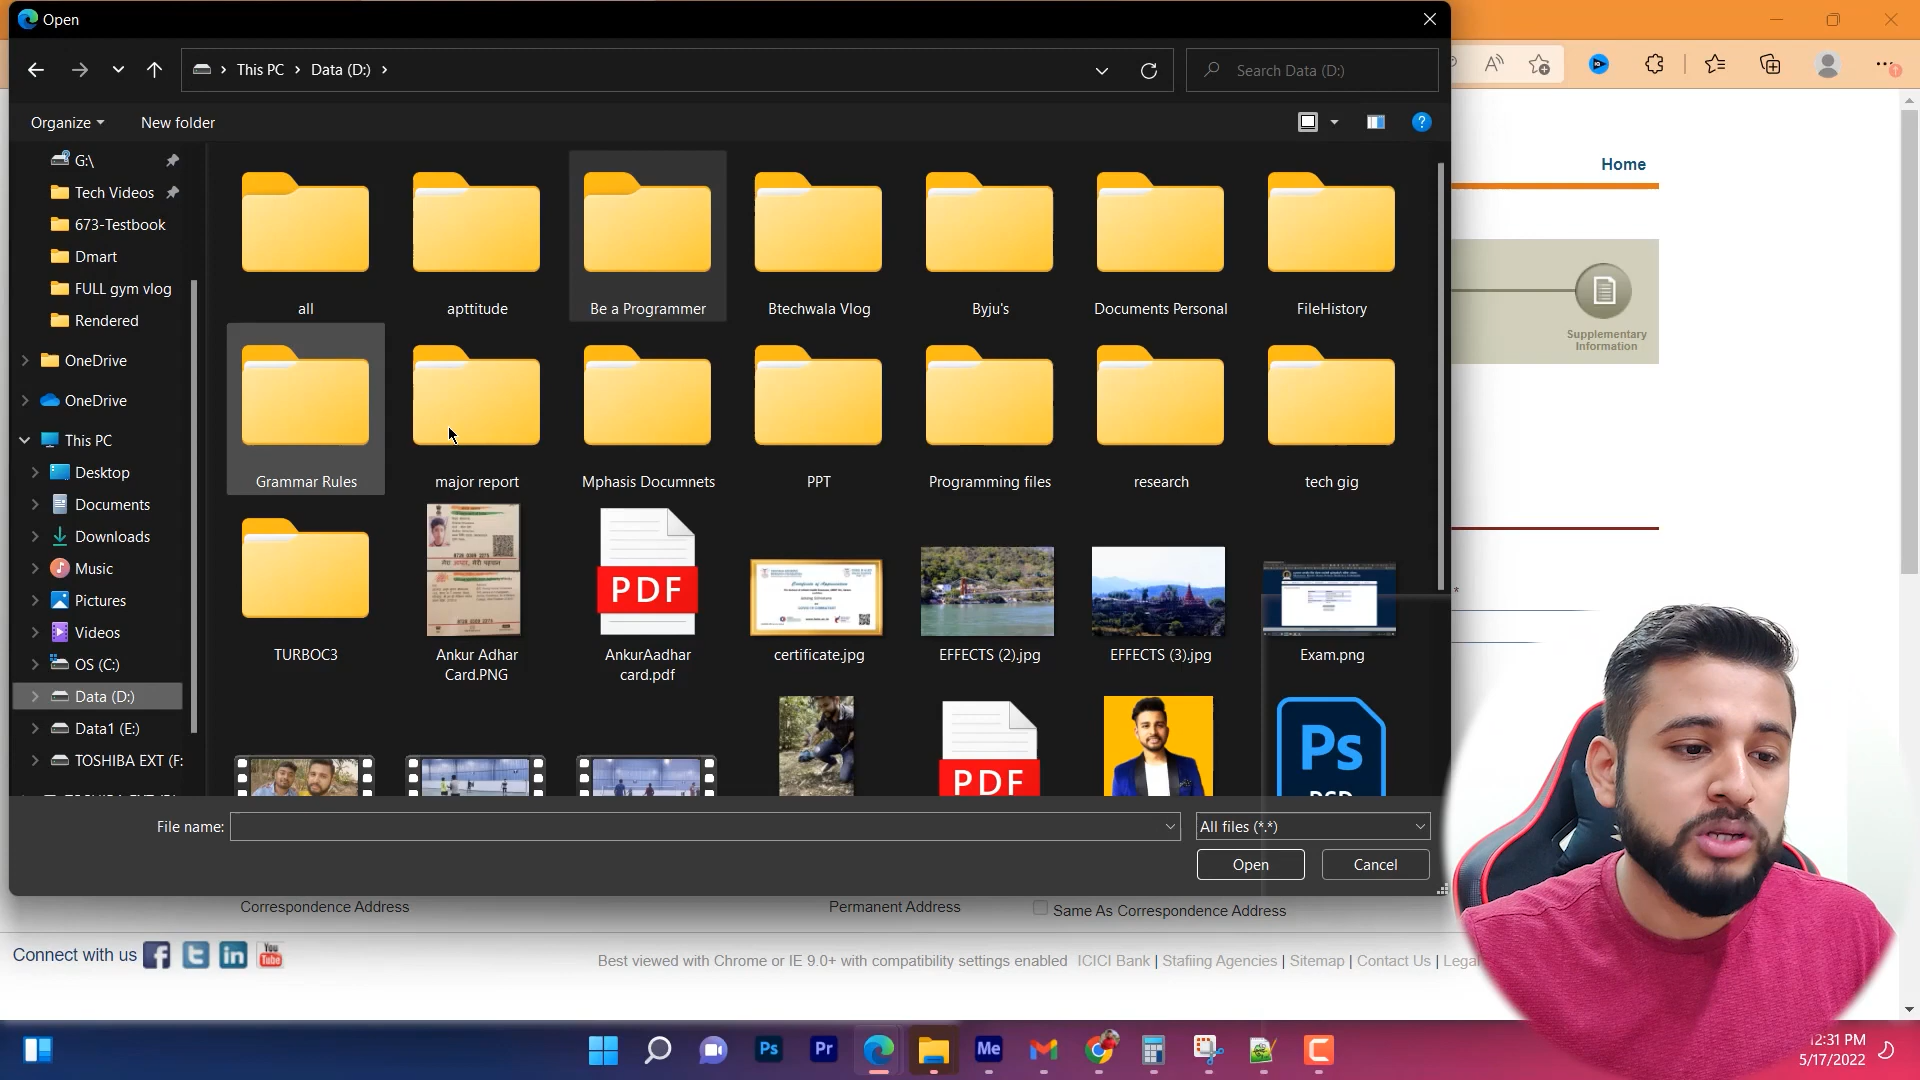 Open
This PC
Data (D:)
Search Data (D:)
Organize
New folder
G:\
Tech Videos
673-Testbook
Dmart
FULL gym vlog
Rendered
OneDrive
OneDrive
This PC
Desktop
Documents
Downloads
Music
Pictures
Videos
OS (C:)
Data (D:)
Data1 (E:)
TOSHIBA EXT (F:
all
apttitude
Be a Programmer
Btechwala Vlog
Byju's
Documents Personal
FileHistory
Grammar Rules
major report
Mphasis Documnets
PPT
Programming files
research
tech gig
TURBOC3
Ankur Adhar
Card.PNG
PDF
AnkurAadhar
card.pdf
certificate.jpg
EFFECTS (2).jpg
EFFECTS (3).jpg
Exam.png
PDF
Ps
File name:
All files (*.*)
Open
Cancel
Home
Supplementary
Information
*
Correspondence Address
Permanent Address
Same As Correspondence Address
Connect with us
You
Tube
Best viewed with Chrome or IE 9.0+ with compatibility settings enabled
ICICI Bank | Stafiing Agencies | Sitemap | Contact Us | Legal
Ps
Pr
Me
12:31 PM
5/17/2022